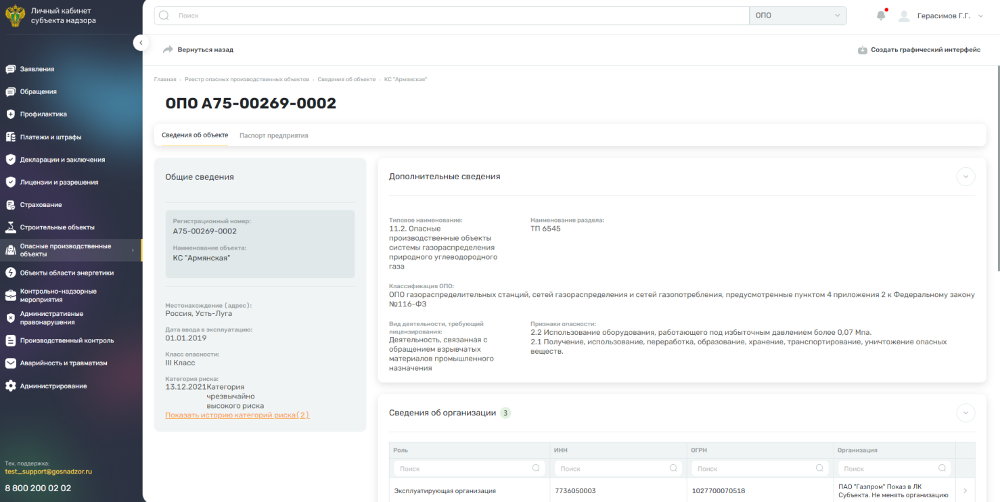 Личный кабинет
субъекта надзора
Заявления
Обращения
Профилактика
Платежи и штрафы
Декларации и заключения
Лицензии и разрешения
Страхование
Строительные объекты
Опасные производственные
объекты
Объекты области энергетики
Контрольно-надзорные
мероприятия
Административные
правонарушения
Производственный контроль
Аварийность и травматизм
Администрирование
Тех. поддержка:
test_support@gosnadzor.ru
8 800 200 02 02
Поиск
ОПО
Герасимов Г.Г.
Вернуться назад
Создать графический интерфейс
Главная - Реестр опасных производственных объектов - Сведения об объекте - КС "Армянская"
ОПО А75-00269-0002
Сведения об объекте
Паспорт предприятия
Общие сведения
Регистрационный номер:
А75-00269-0002
Наименование объекта:
КС "Армянская"
Местонахождение (адрес):
Россия, Усть-Луга
Дата ввода в эксплуатацию:
01.01.2019
Класс опасности:
III Класс
Категория риска:
13.12.2021Категория
чрезвычайно
высокого риска
Показать историю категорий риска(2)
Дополнительные сведения
Типовое наименование:
11.2. Опасные
производственные объекты
системы газораспределения
природного углеводородного
газа
Наименование раздела:
ТП 6545
Классификация ОПО:
ОПО газораспределительных станций, сетей газораспределения и сетей газопотребления, предусмотренные пунктом 4 приложения 2 к Федеральному закону
№116-ФЗ
Вид деятельности, требующий
лицензирования:
Деятельность, связанная с
обращением взрывчатых
материалов промышленного
назначения
Признаки опасности:
2.2 Использование оборудования, работающего под избыточным давлением более 0,07 Мпа.
2.1 Получение, использование, переработка, образование, хранение, транспортирование, уничтожение опасных
веществ.
Сведения об организации 3
Роль ИНН ОГРН Организация
Поиск Поиск Поиск Поиск
Эксплуатирующая организация 7736050003 1027700070518 ПАО "Газпром" Показ в ЛК
Субъекта. Не менять организацию